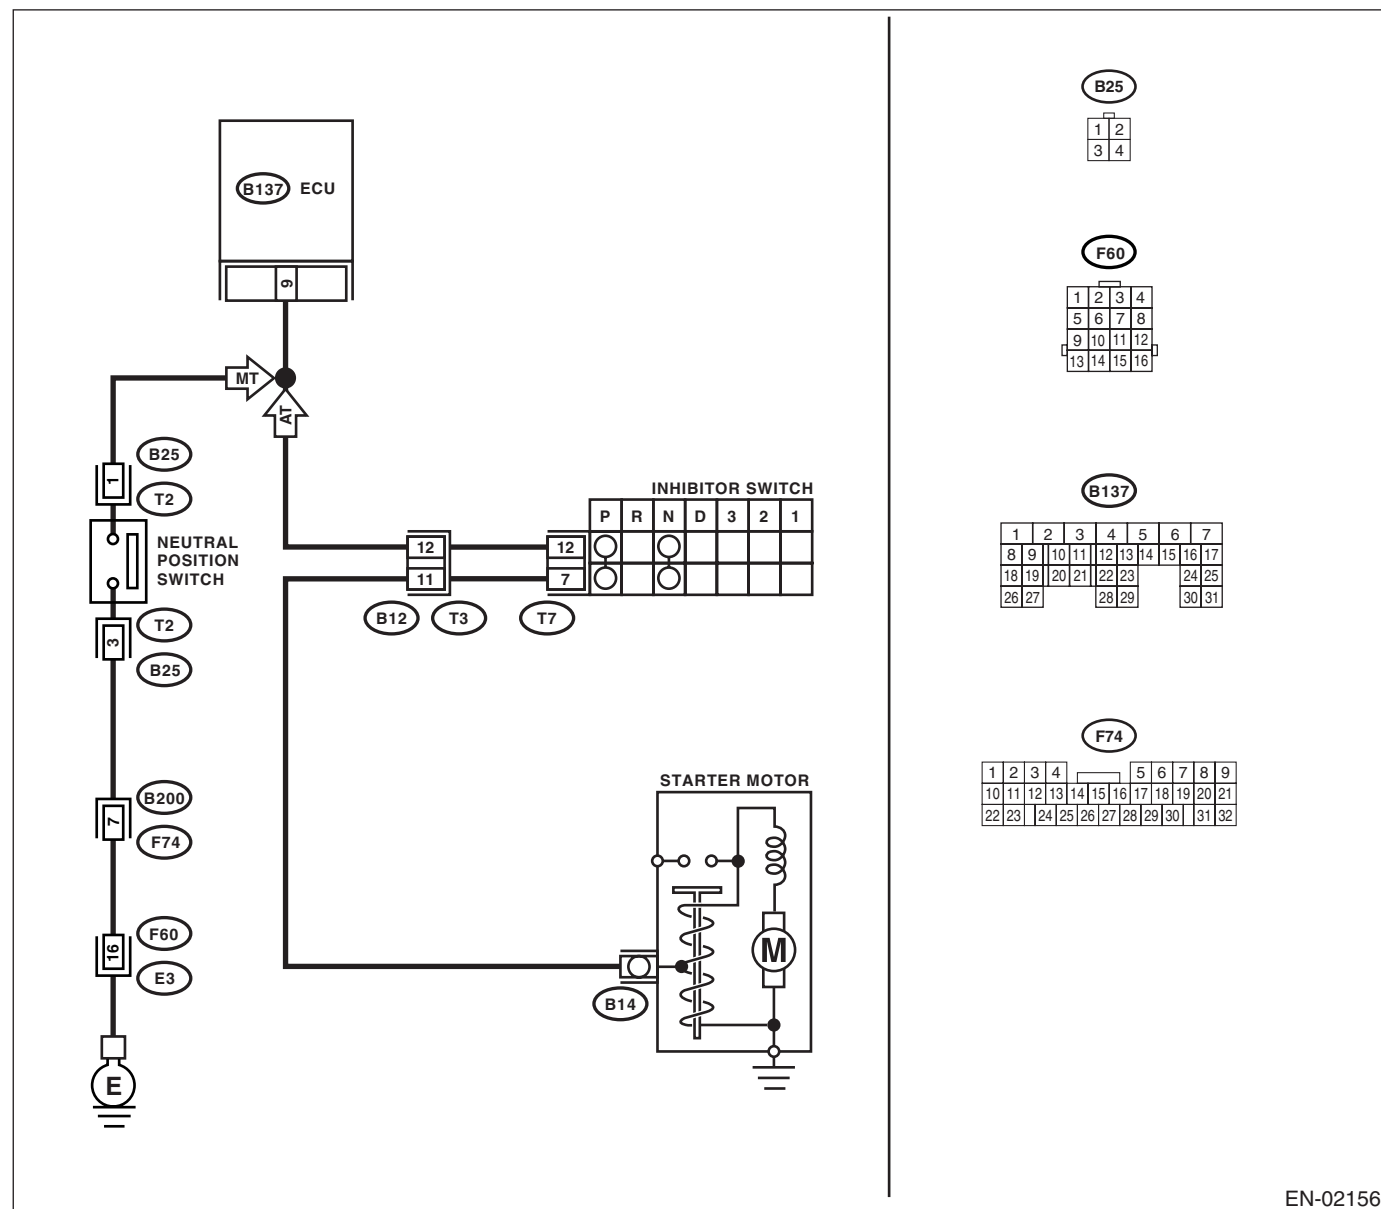 B137 ECU
9
MT
AT
B25
1
T2
NEUTRAL
POSITION
SWITCH
T2
3
B25
B200
7
F74
F60
16
E3
E
INHIBITOR SWITCH
P R N D 3 2 1
12 12
11 7
B12 T3 T7
STARTER MOTOR
M
B14
B25
1 2
3 4
F60
1 2 3 4
5 6 7 8
9 10 11 12
13 14 15 16
B137
1 2 3 4 5 6 7
8 9 10 11 12 13 14 15 16 17
18 19 20 21 22 23 24 25
26 27 28 29 30 31
F74
1 2 3 4 5 6 7 8 9
10 11 12 13 14 15 16 17 18 19 20 21
22 23 24 25 26 27 28 29 30 31 32
EN-02156